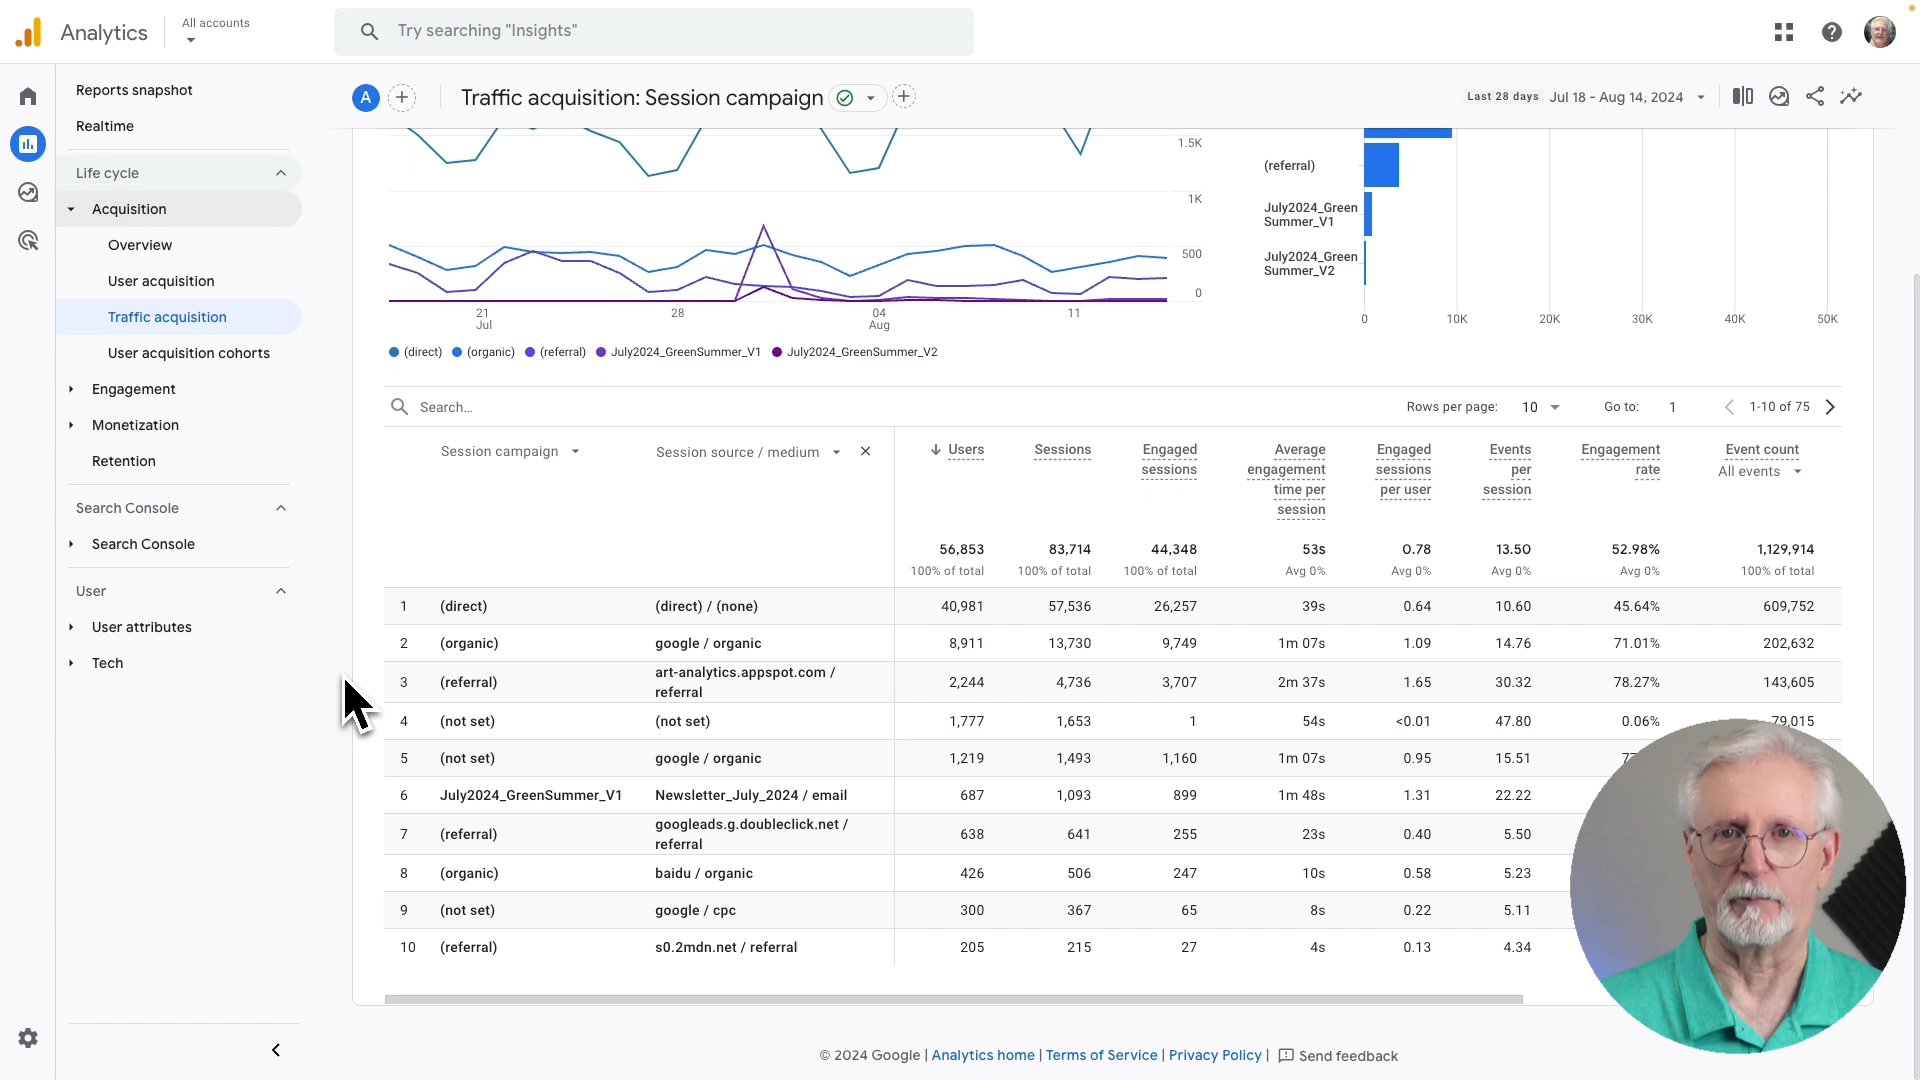 Analytics
All accounts
Try searching "Insights"
Reports snapshot
Realtime
Life cycle
Acquisition
Overview
User acquisition
Traffic acquisition
User acquisition cohorts
Engagement
Monetization
Retention
Search Console
Search Console
User
User attributes
Tech
A
Traffic acquisition: Session campaign
Last 28 days Jul 18 - Aug 14, 2024
1.5K
1K
500
0
21 Jul
28
04 Aug
11
(direct) (organic) (referral) July2024_GreenSummer_V1 July2024_GreenSummer_V2
(referral)
July2024_Green
Summer_V1
July2024_Green
Summer_V2
0 10K 20K 30K 40K 50K
Search...
Rows per page: 10 Go to: 1 1-10 of 75
Session campaign Session source / medium
Users
Sessions
Engaged
sessions
Average
engagement
time per
session
Engaged
sessions
per user
Events
per
session
Engagement
rate
Event count
All events
56,853 83,714 44,348 53s 0.78 13.50 52.98% 1,129,914
100% of total 100% of total 100% of total Avg 0% Avg 0% Avg 0% Avg 0% 100% of total
1 (direct) (direct) / (none) 40,981 57,536 26,257 39s 0.64 10.60 45.64% 609,752
2 (organic) google / organic 8,911 13,730 9,749 1m 07s 1.09 14.76 71.01% 202,632
3 (referral) art-analytics.appspot.com / referral 2,244 4,736 3,707 2m 37s 1.65 30.32 78.27% 143,605
4 (not set) (not set) 1,777 1,653 1 54s <0.01 47.80 0.06% 79,015
5 (not set) google / organic 1,219 1,493 1,160 1m 07s 0.95 15.51
6 July2024_GreenSummer_V1 Newsletter_July_2024 / email 687 1,093 899 1m 48s 1.31 22.22
7 (referral) googleads.g.doubleclick.net / referral 638 641 255 23s 0.40 5.50
8 (organic) baidu / organic 426 506 247 10s 0.58 5.23
9 (not set) google / cpc 300 367 65 8s 0.22 5.11
10 (referral) s0.2mdn.net / referral 205 215 27 4s 0.13 4.34
© 2024 Google | Analytics home | Terms of Service | Privacy Policy | Send feedback